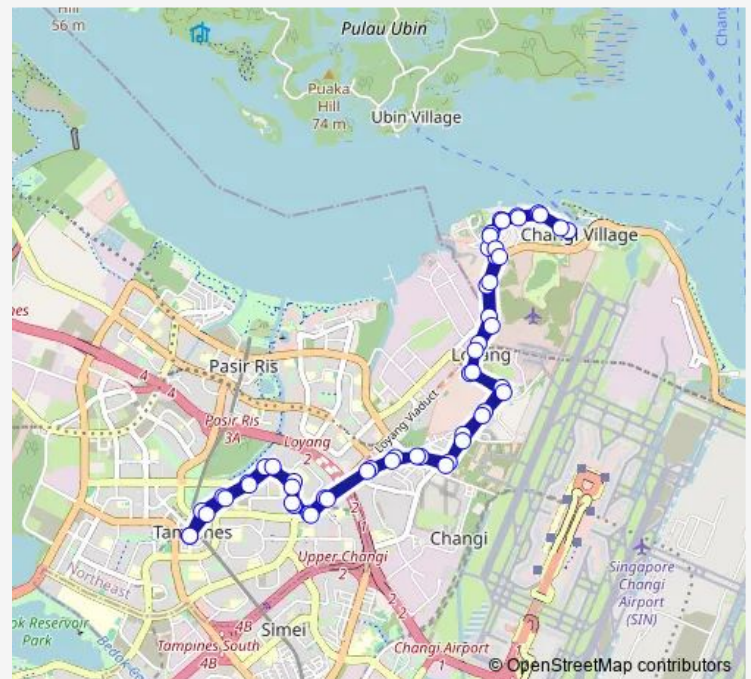 Hill
56 m
Pulau Ubin
Puaka
Hill
74 m
Ubin Village
Changi Village
Pasir Ris
4
4
Pasir Ris
3A
Loyang
2
Loyang
Loyang Viaduct
2
1
Tampines
Changi
Upper Changi
2
Northeast
Simei
2
2
Singapore
Changi
Airport
(SIN)
Reservoir
Park
4B
Tampines South
4B
Changi Airport
1
© OpenStreetMap contributors